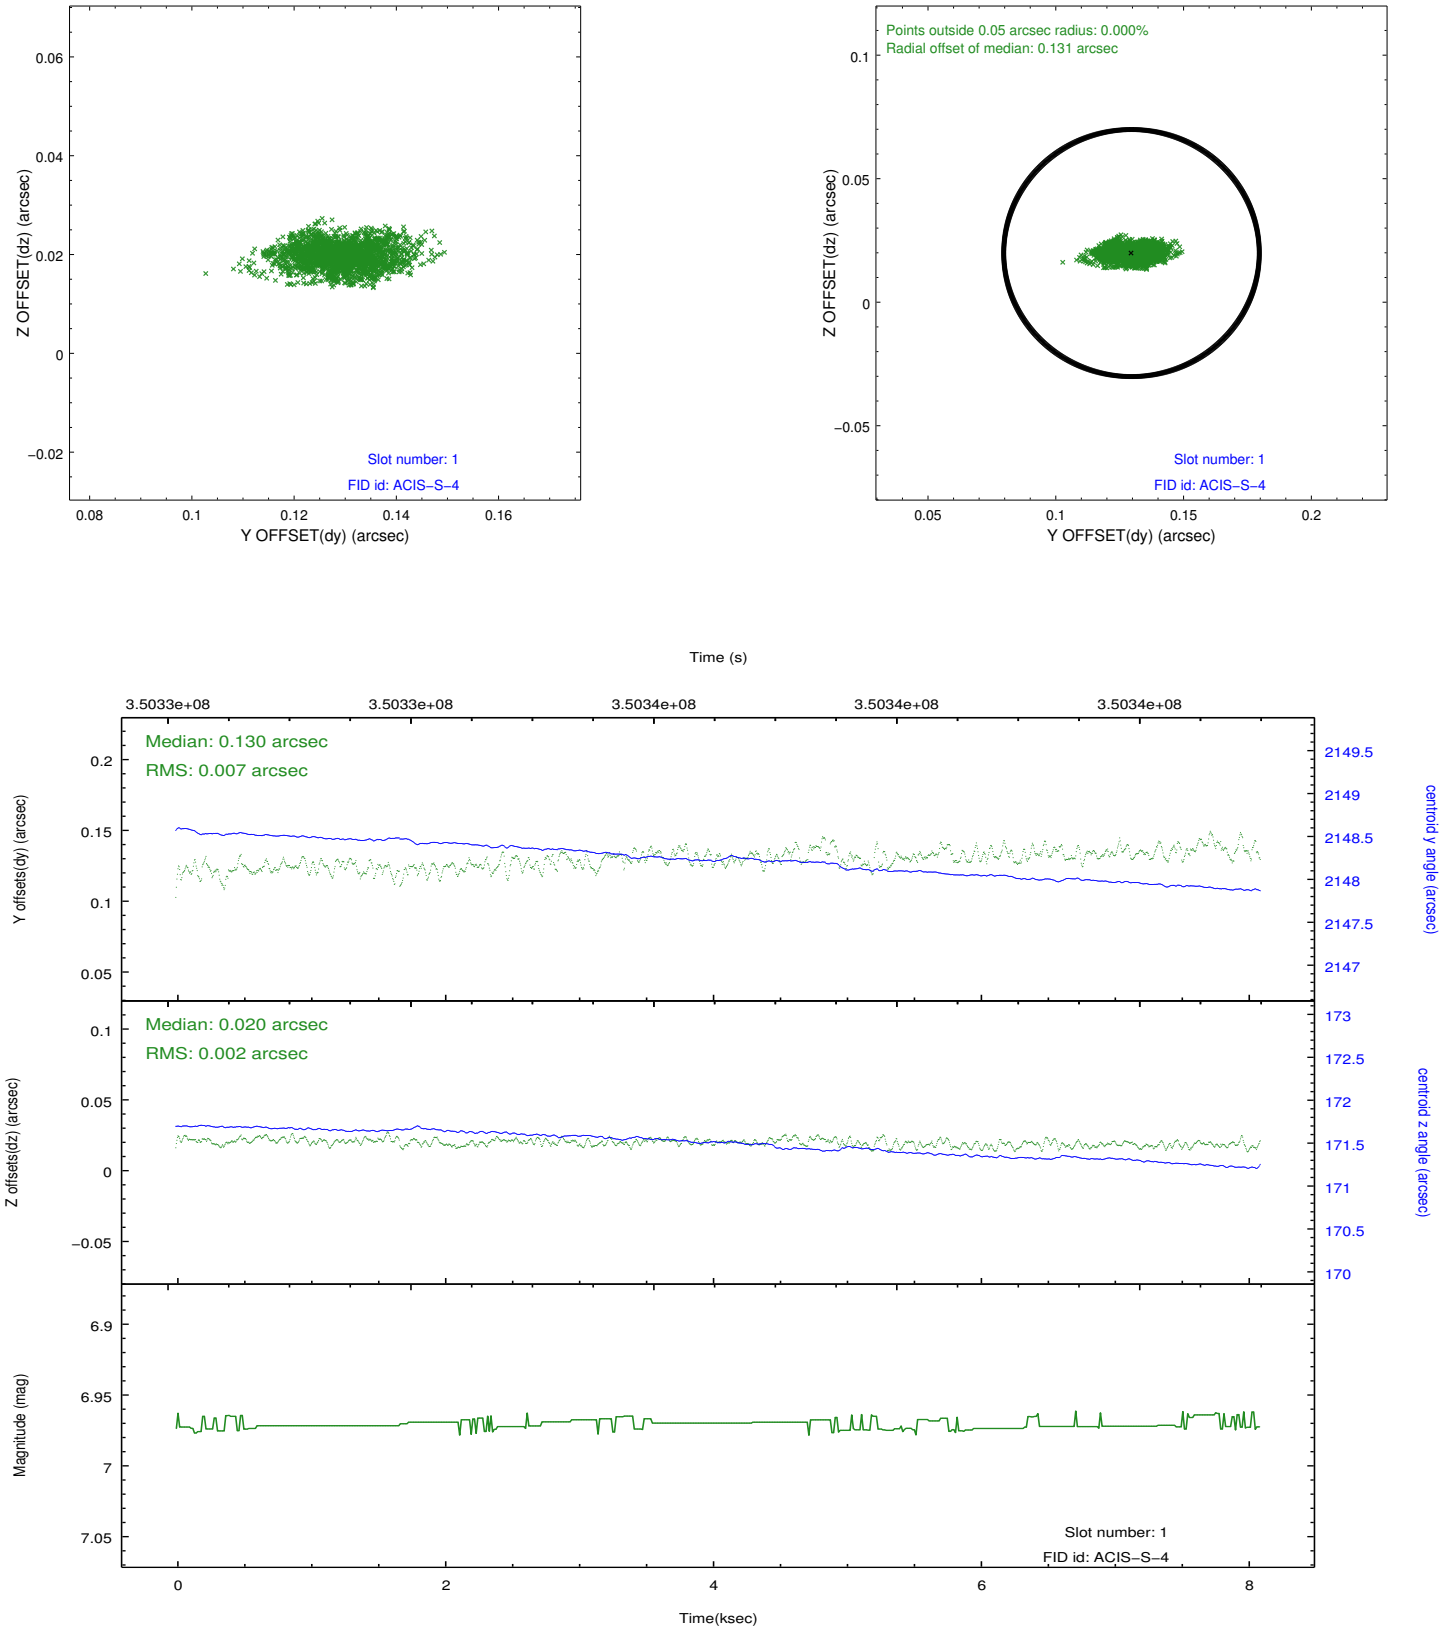 0.06
0.04
0.02
0
−0.02
0.08
0.1
0.12
0.14
0.16
Z OFFSET(dz) (arcsec)
Y OFFSET(dy) (arcsec)
Slot number: 1
FID id: ACIS−S−4
Points outside 0.05 arcsec radius: 0.000%
Radial offset of median: 0.131 arcsec
0.1
0.05
0
−0.05
0.05
0.1
0.15
0.2
Z OFFSET(dz) (arcsec)
Y OFFSET(dy) (arcsec)
Slot number: 1
FID id: ACIS−S−4
Time (s)
3.5033e+08
3.5033e+08
3.5034e+08
3.5034e+08
3.5034e+08
Median: 0.130 arcsec
RMS: 0.007 arcsec
0.2
0.15
0.1
0.05
Y offsets(dy) (arcsec)
2149.5
2149
2148.5
2148
2147.5
2147
centroid y angle (arcsec)
Median: 0.020 arcsec
RMS: 0.002 arcsec
0.1
0.05
0
−0.05
Z offsets(dz) (arcsec)
173
172.5
172
171.5
171
170.5
170
centroid z angle (arcsec)
6.9
6.95
7
7.05
Magnitude (mag)
Slot number: 1
FID id: ACIS−S−4
0
2
4
6
8
Time(ksec)